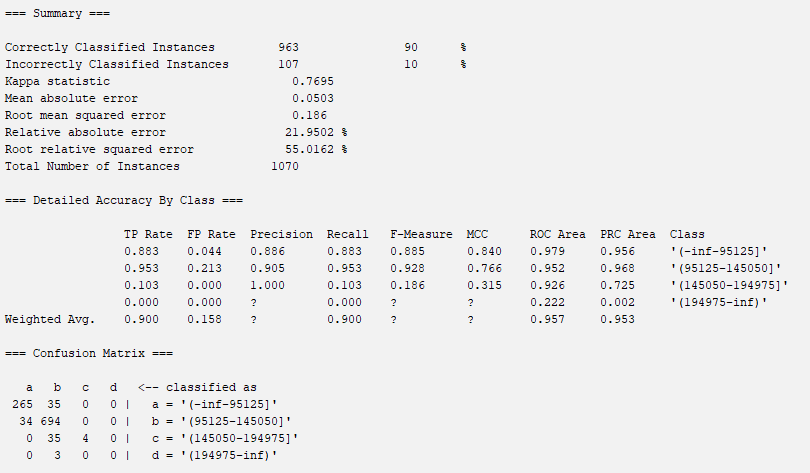 === Summary ===
Correctly Classified Instances 963 90 %
Incorrectly Classified Instances 107 10 %
Kappa statistic 0.7695
Mean absolute error 0.0503
Root mean squared error 0.186
Relative absolute error 21.9502 %
Root relative squared error 55.0162 %
Total Number of Instances 1070
=== Detailed Accuracy By Class ===
TP Rate FP Rate Precision Recall F-Measure MCC ROC Area PRC Area Class
0.883 0.044 0.886 0.883 0.885 0.840 0.979 0.956 '(-inf-95125]'
0.953 0.213 0.905 0.953 0.928 0.766 0.952 0.968 '(95125-145050]'
0.103 0.000 1.000 0.103 0.186 0.315 0.926 0.725 '(145050-194975]'
0.000 0.000 ? 0.000 ? ? 0.222 0.002 '(194975-inf)'
Weighted Avg. 0.900 0.158 ? 0.900 ? ? 0.957 0.953
=== Confusion Matrix ===
a b c d <-- classified as
265 35 0 0 | a = '(-inf-95125]'
34 694 0 0 | b = '(95125-145050]'
0 35 4 0 | c = '(145050-194975]'
0 3 0 0 | d = '(194975-inf)'